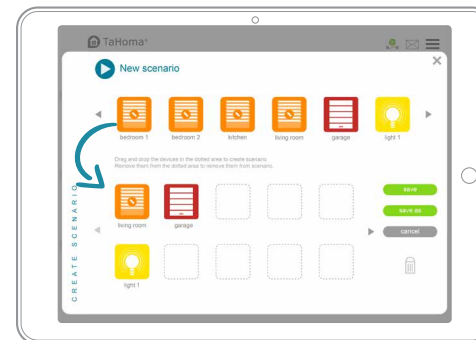 TaHoma®
New scenario
bedroom 1 bedroom 2 kitchen living room garage light 1
Drag and drop the devices in the dotted area to create scenario
Remove them from the dotted area to remove them from scenario.
CREATE SCENARIO
living room garage
save
save as
cancel
light 1